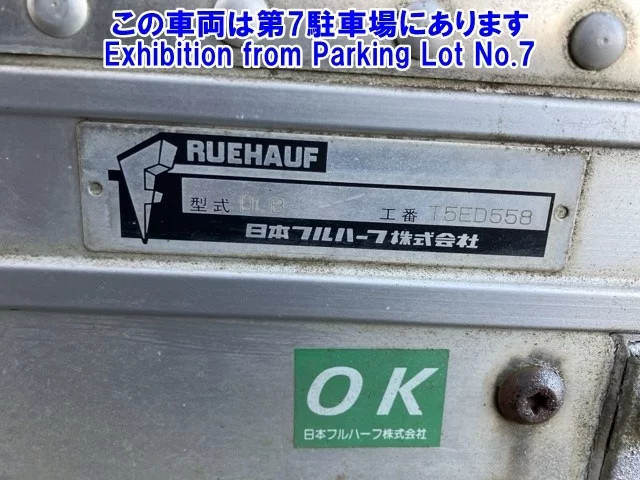 この車両は第7駐車場にあります
Exhibition from Parking Lot No.7
FRUEHAUF
型式
工番 T5ED558
日本フルハーフ株式会社
OK
日本フルハーフ株式会社